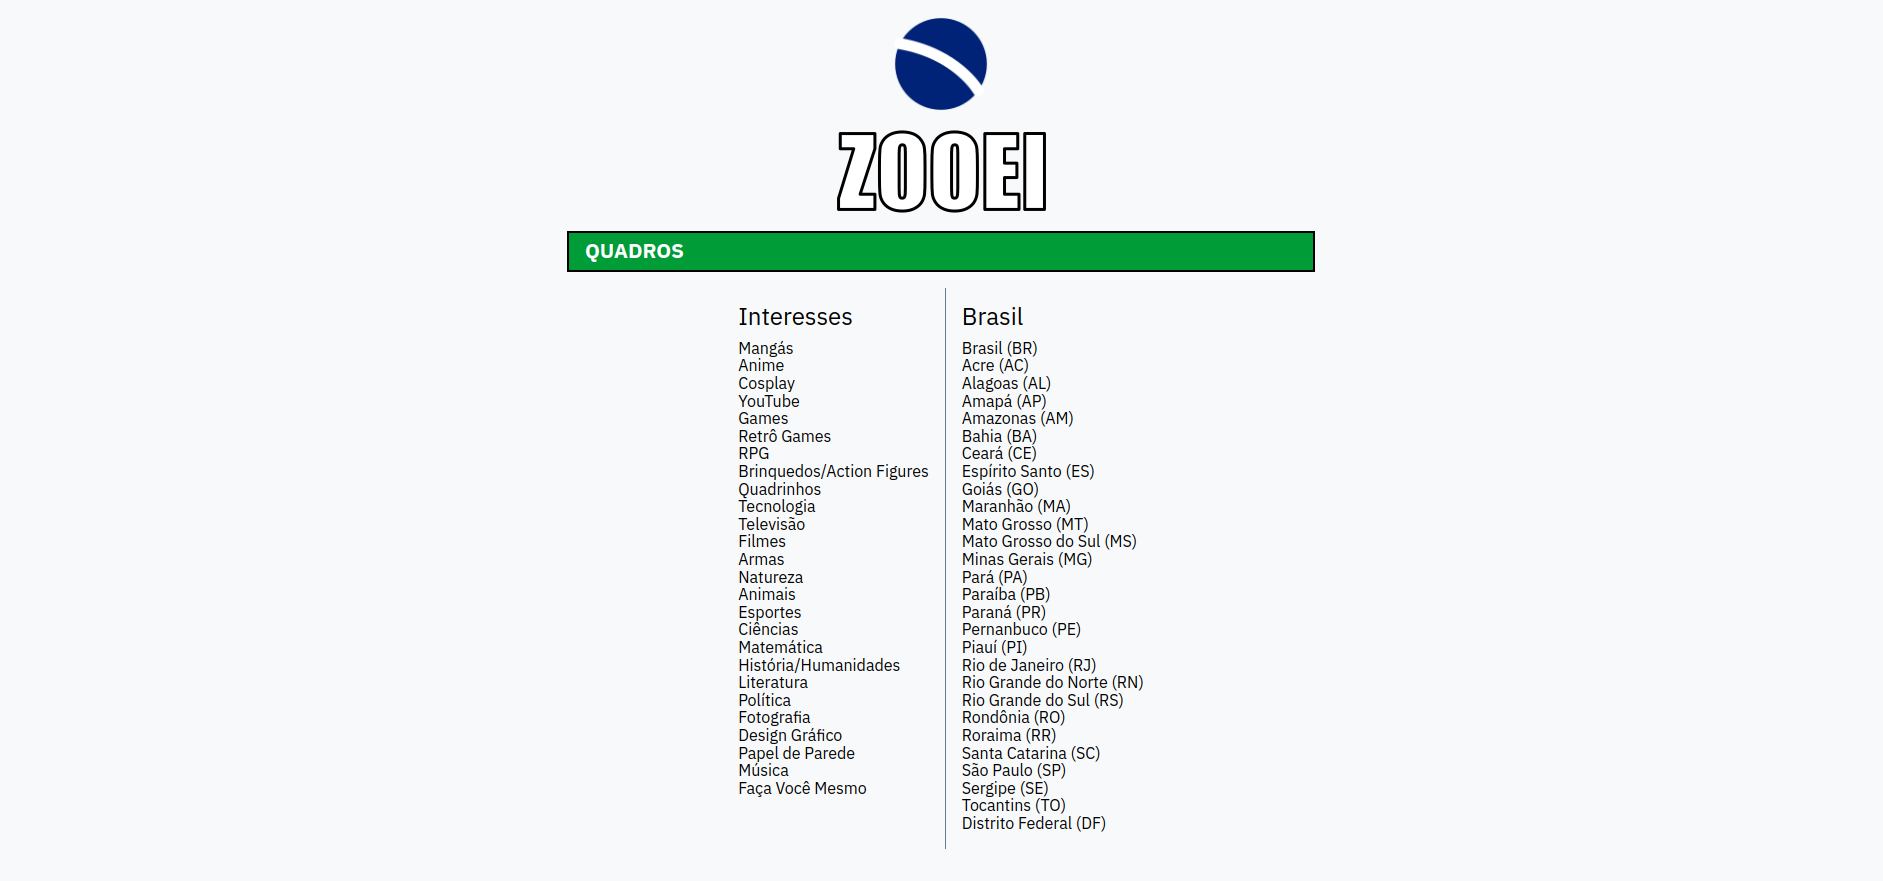 ZOOEI
QUADROS
Interesses
Mangás
Anime
Cosplay
YouTube
Games
Retrô Games
RPG
Brinquedos/Action Figures
Quadrinhos
Tecnologia
Televisão
Filmes
Armas
Natureza
Animais
Esportes
Ciências
Matemática
História/Humanidades
Literatura
Política
Fotografia
Design Gráfico
Papel de Parede
Música
Faça Você Mesmo
Brasil
Brasil (BR)
Acre (AC)
Alagoas (AL)
Amapá (AP)
Amazonas (AM)
Bahia (BA)
Ceará (CE)
Espírito Santo (ES)
Goiás (GO)
Maranhão (MA)
Mato Grosso (MT)
Mato Grosso do Sul (MS)
Minas Gerais (MG)
Pará (PA)
Paraíba (PB)
Paraná (PR)
Pernanbuco (PE)
Piauí (PI)
Rio de Janeiro (RJ)
Rio Grande do Norte (RN)
Rio Grande do Sul (RS)
Rondônia (RO)
Roraima (RR)
Santa Catarina (SC)
São Paulo (SP)
Sergipe (SE)
Tocantins (TO)
Distrito Federal (DF)